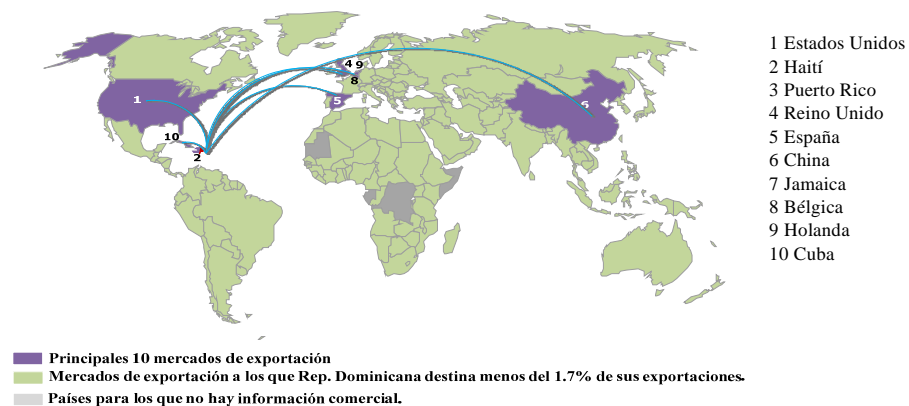 1 Estados Unidos
2 Haití
3 Puerto Rico
4 Reino Unido
5 España
6 China
7 Jamaica
8 Bélgica
9 Holanda
10 Cuba
4
9
8
1
5
6
10
2
Principales 10 mercados de exportación
Mercados de exportación a los que Rep. Dominicana destina menos del 1.7% de sus exportaciones.
Países para los que no hay información comercial.